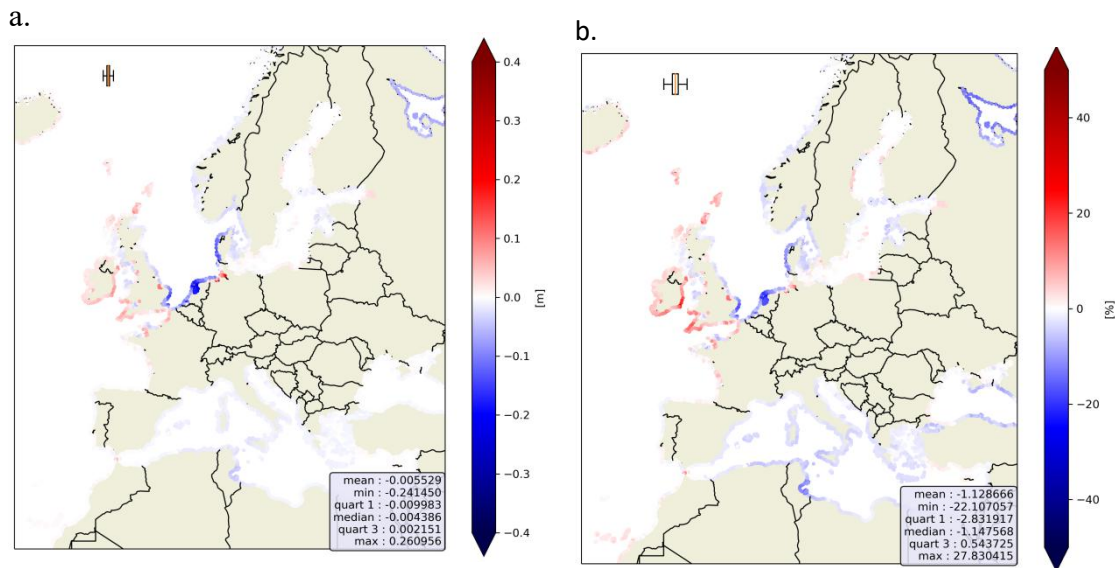 a.
0.4
0.3
0.2
0.1
0.0
−0.1
−0.2
−0.3
−0.4
[m]
mean : -0.005529
min : -0.241450
quart 1 : -0.009983
median : -0.004386
quart 3 : 0.002151
max : 0.260956
b.
40
20
0
−20
−40
[%]
mean : -1.128666
min : -22.107057
quart 1 : -2.831917
median : -1.147568
quart 3 : 0.543725
max : 27.830415